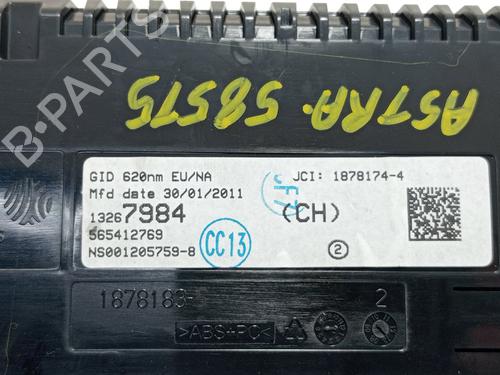 ASTRA. 58575
GID 620nm EU/NA
JCI: 1878174-4
Mfd date 30/01/2011
13267984
(CH)
565412769
NS001205759-8
CC13
2
1878183-
2
>ABS+PC<
B-PARTS